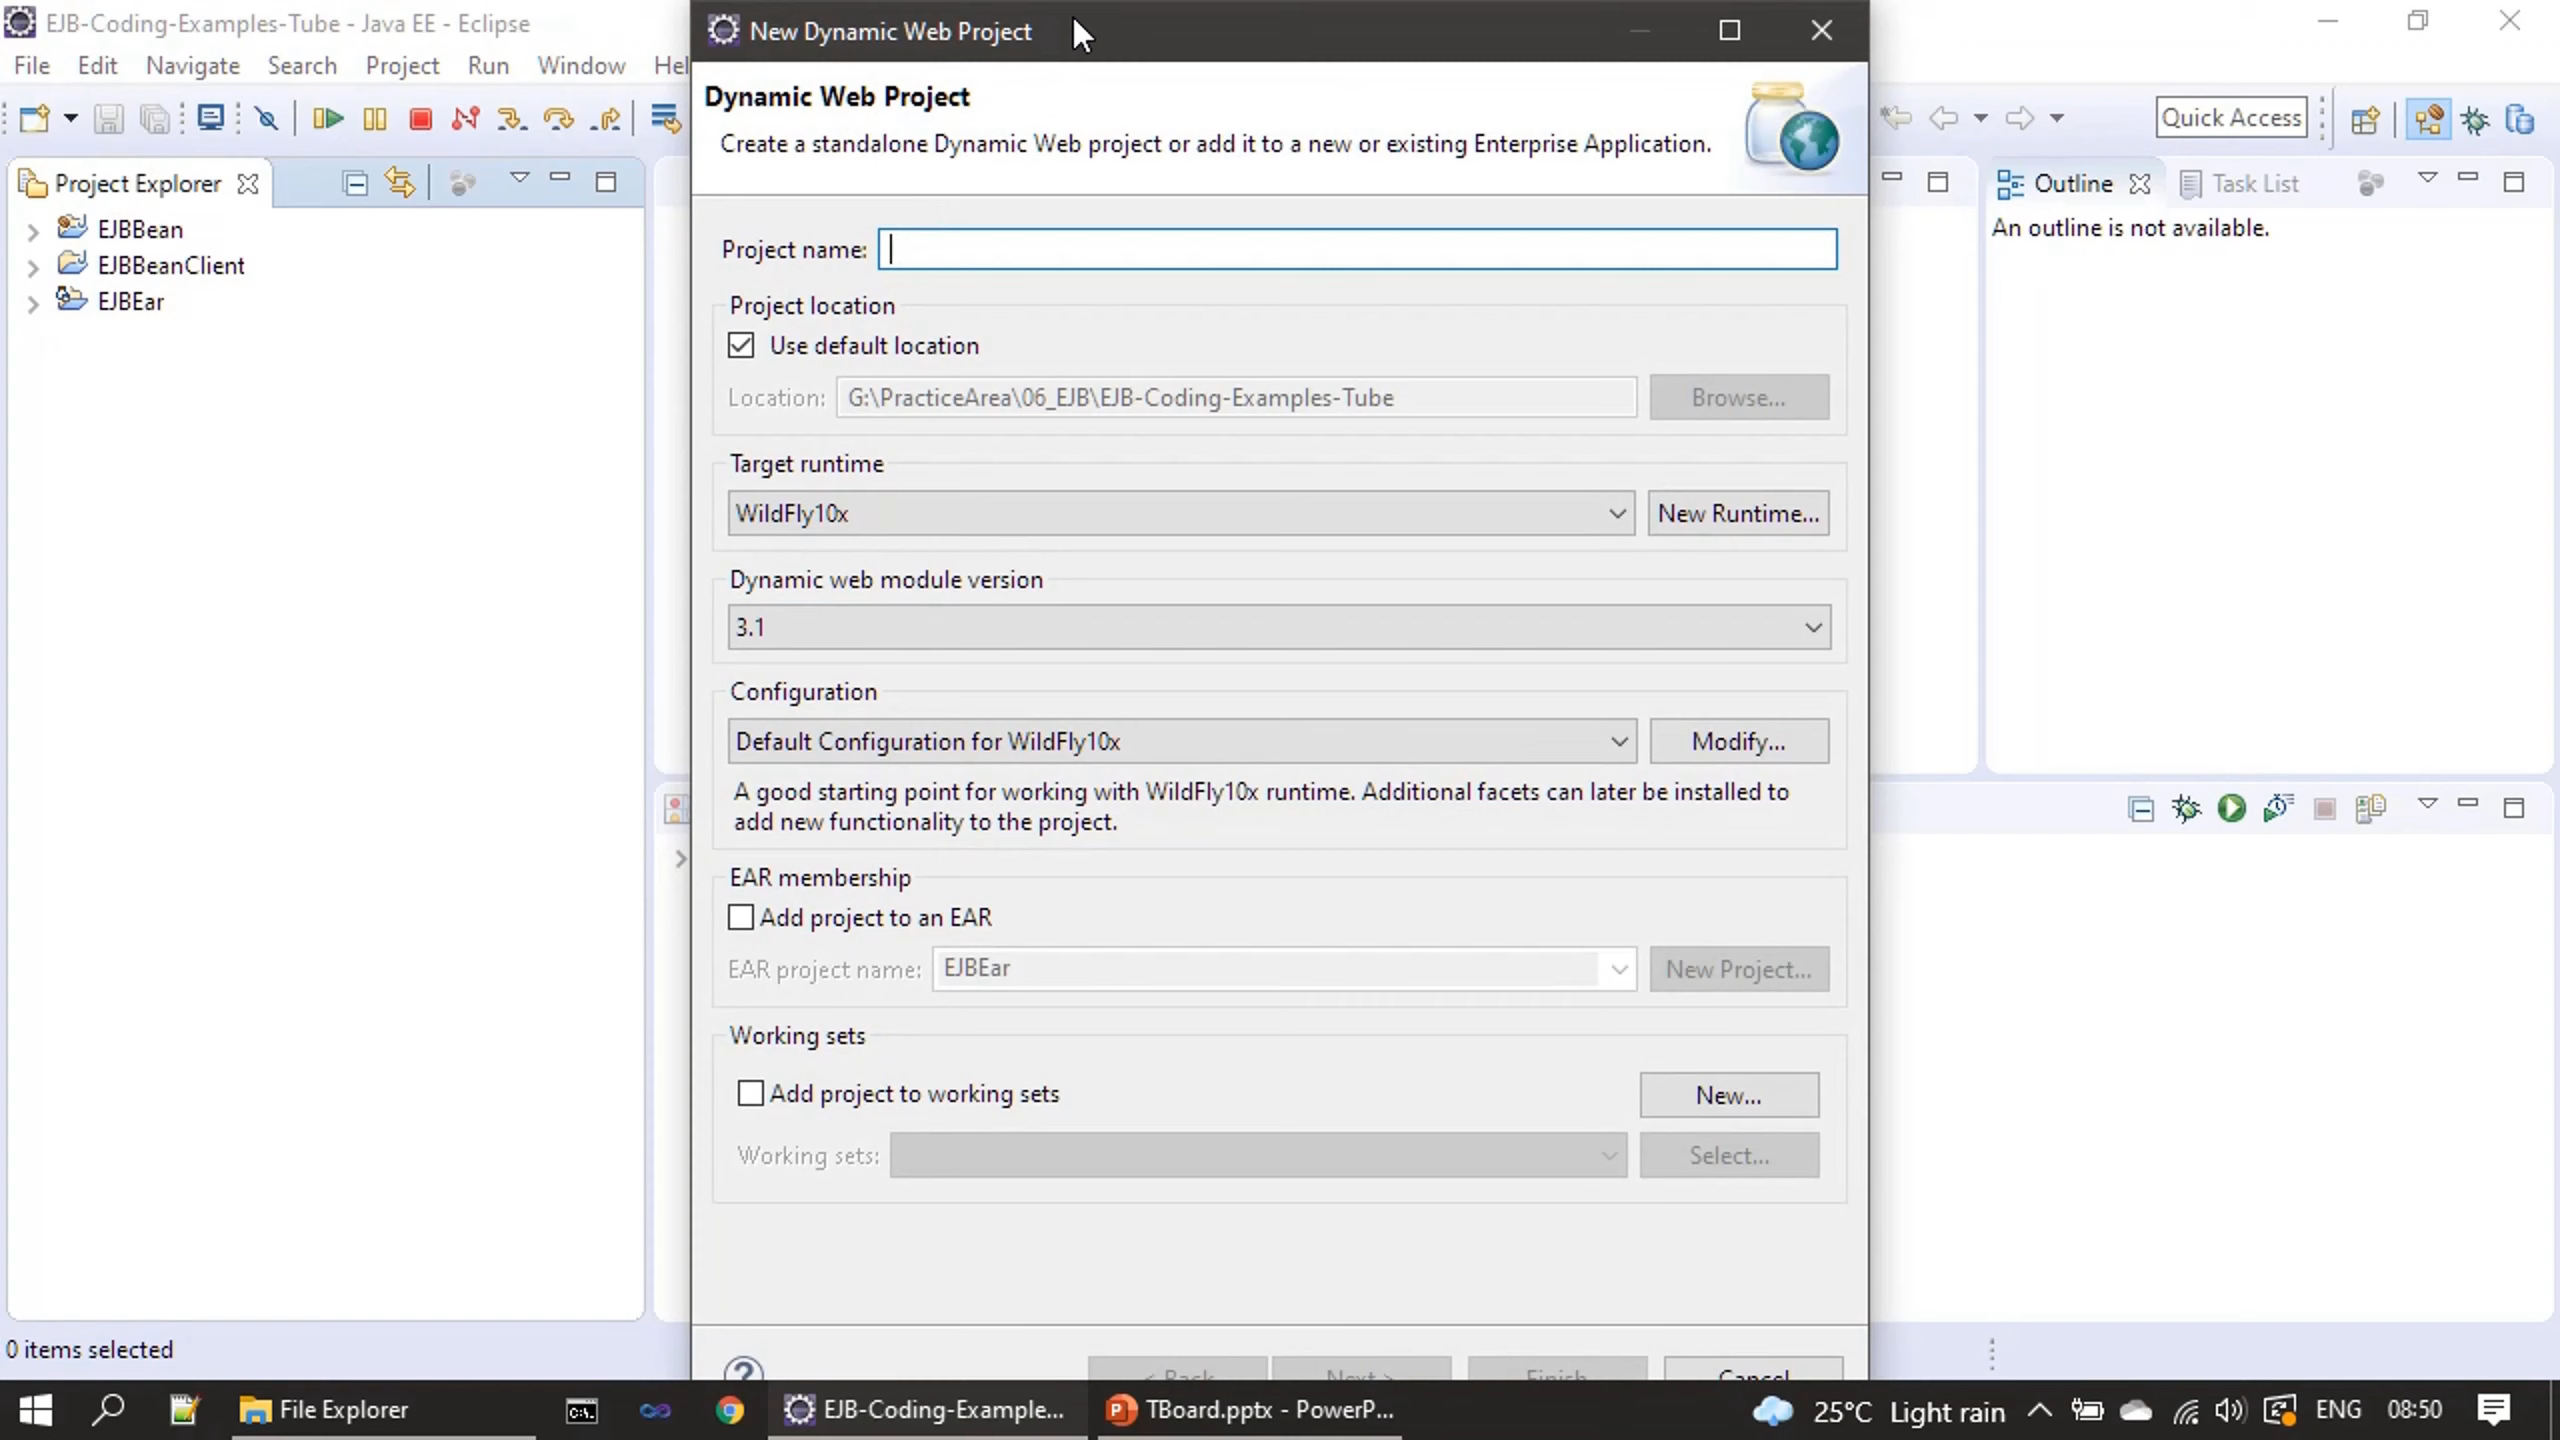 EJB-Coding-Examples-Tube - Java EE - Eclipse
File Edit Navigate Search Project Run Window Hel
New Dynamic Web Project
Dynamic Web Project
Create a standalone Dynamic Web project or add it to a new or existing Enterprise Application.
Quick Access
Project Explorer
EJBBean
EJBBeanClient
EJBEar
Project name:
Project location
Use default location
Location: G:\PracticeArea\06_EJB\EJB-Coding-Examples-Tube Browse...
Target runtime
WildFly10x New Runtime...
Dynamic web module version
3.1
Configuration
Default Configuration for WildFly10x Modify...
A good starting point for working with WildFly10x runtime. Additional facets can later be installed to
add new functionality to the project.
EAR membership
Add project to an EAR
EAR project name: EJBEar New Project...
Working sets
Add project to working sets New...
Working sets: Select...
? < Back Next > Finish Cancel
Outline Task List
An outline is not available.
0 items selected
File Explorer
C:\.
EJB-Coding-Example...
TBoard.pptx - PowerP...
25°C Light rain ENG 08:50